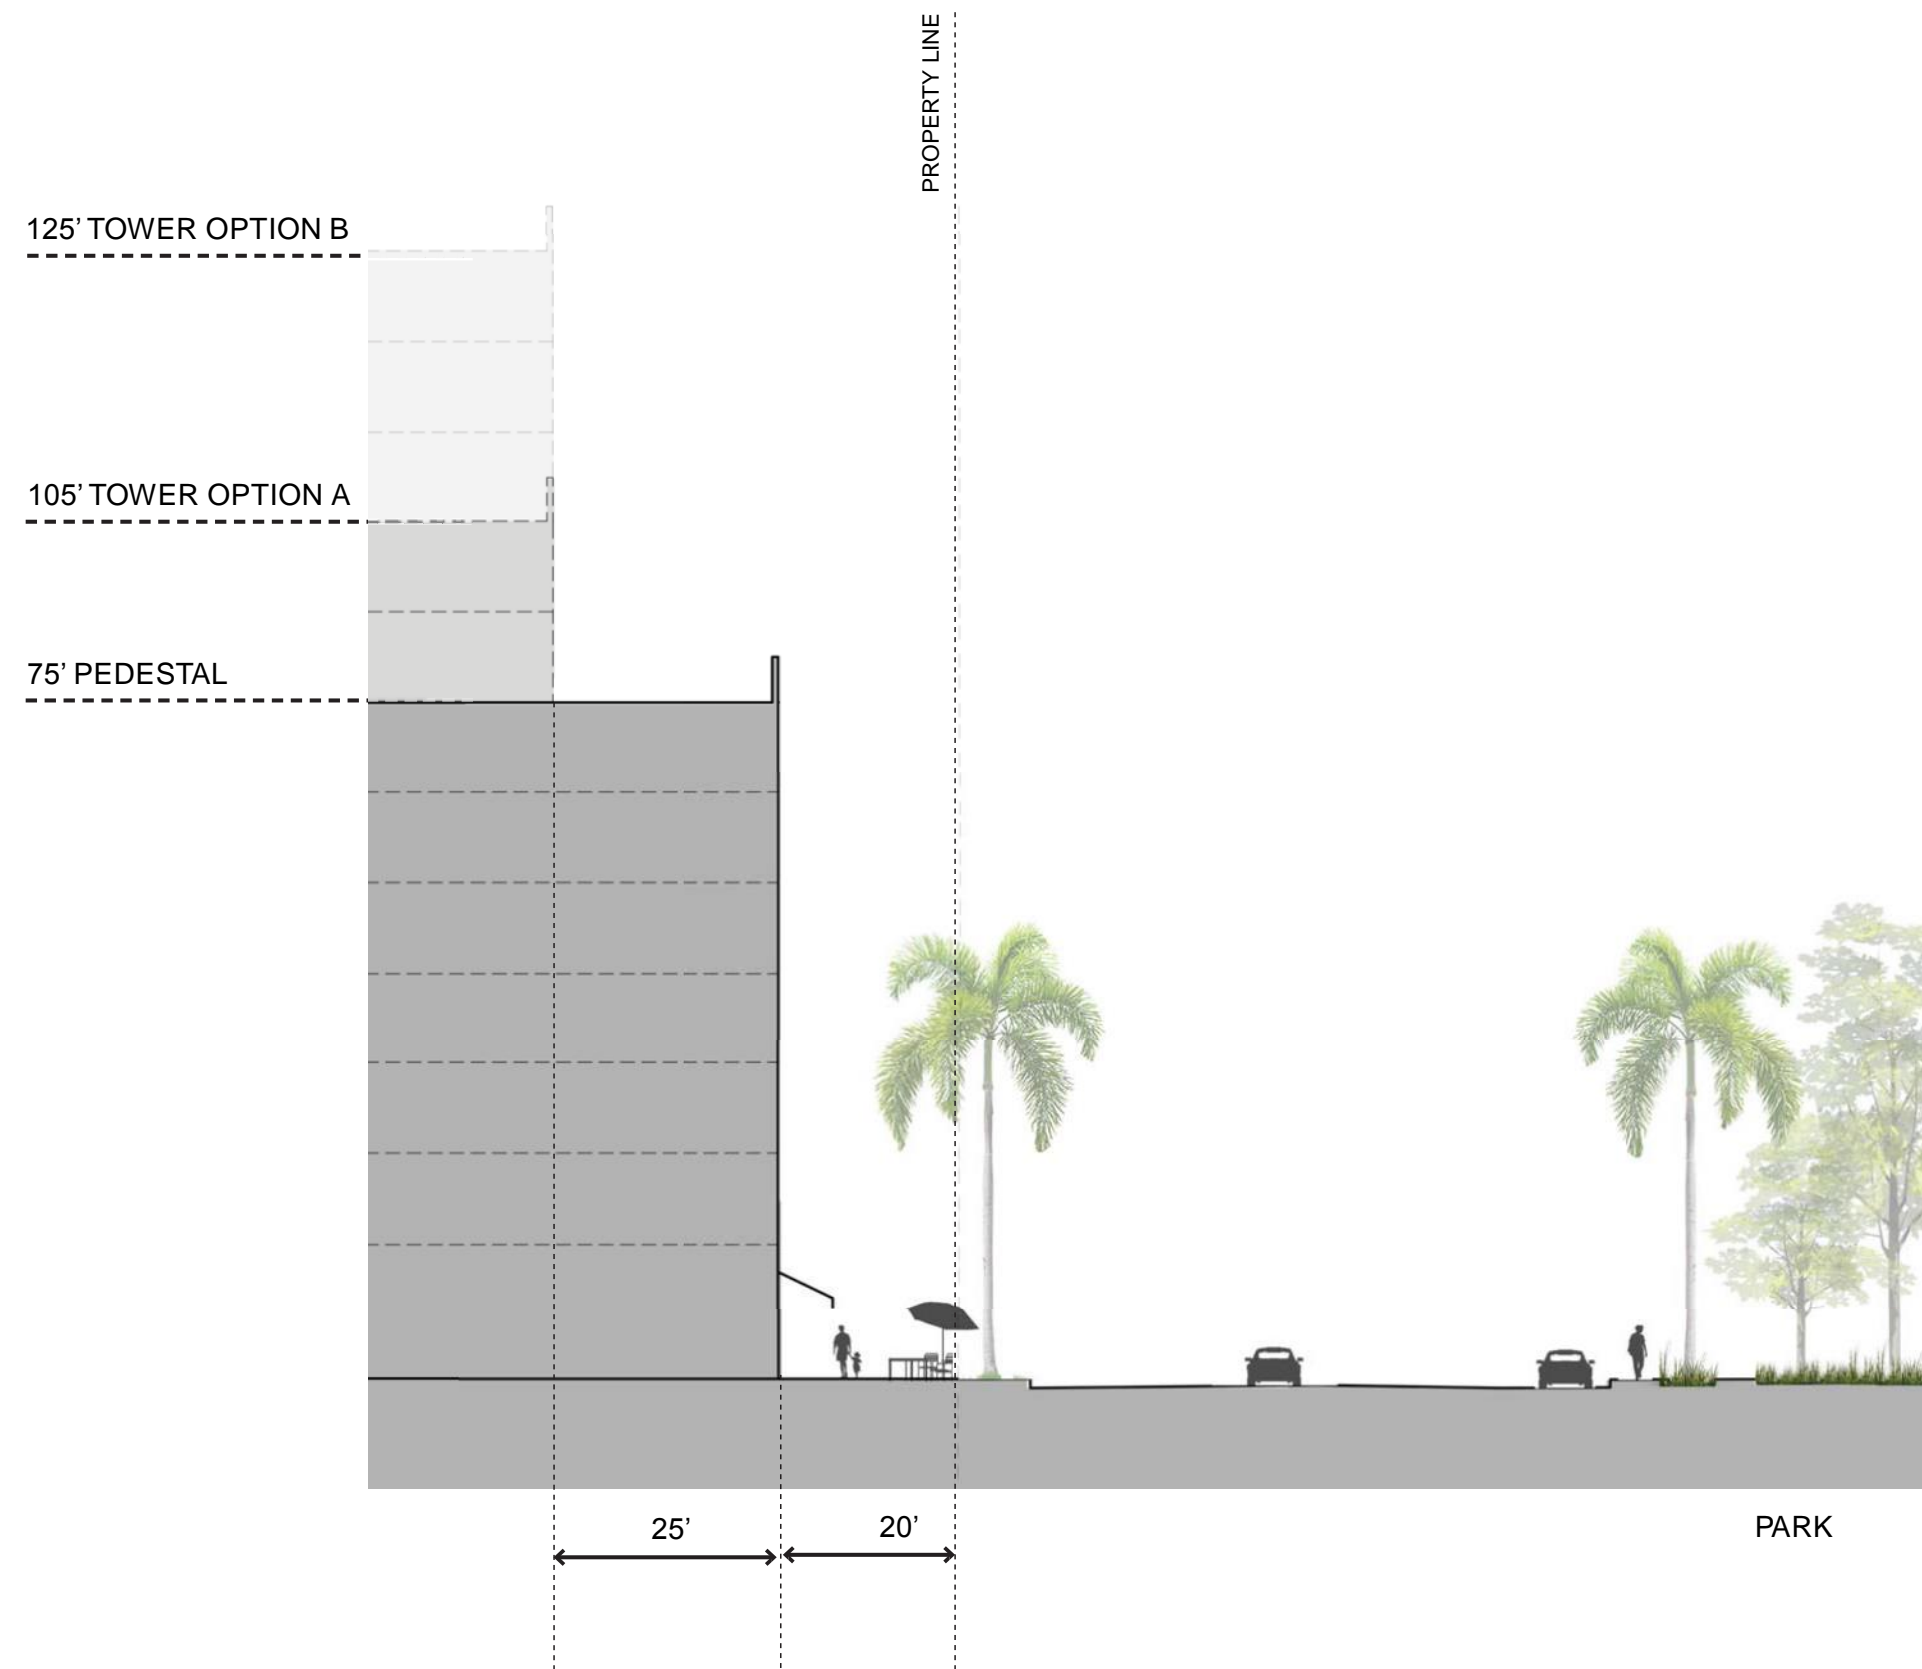 PROPERTY LINE
125’ TOWER OPTION B
105’ TOWER OPTION A
75’ PEDESTAL
25’
20’
PARK